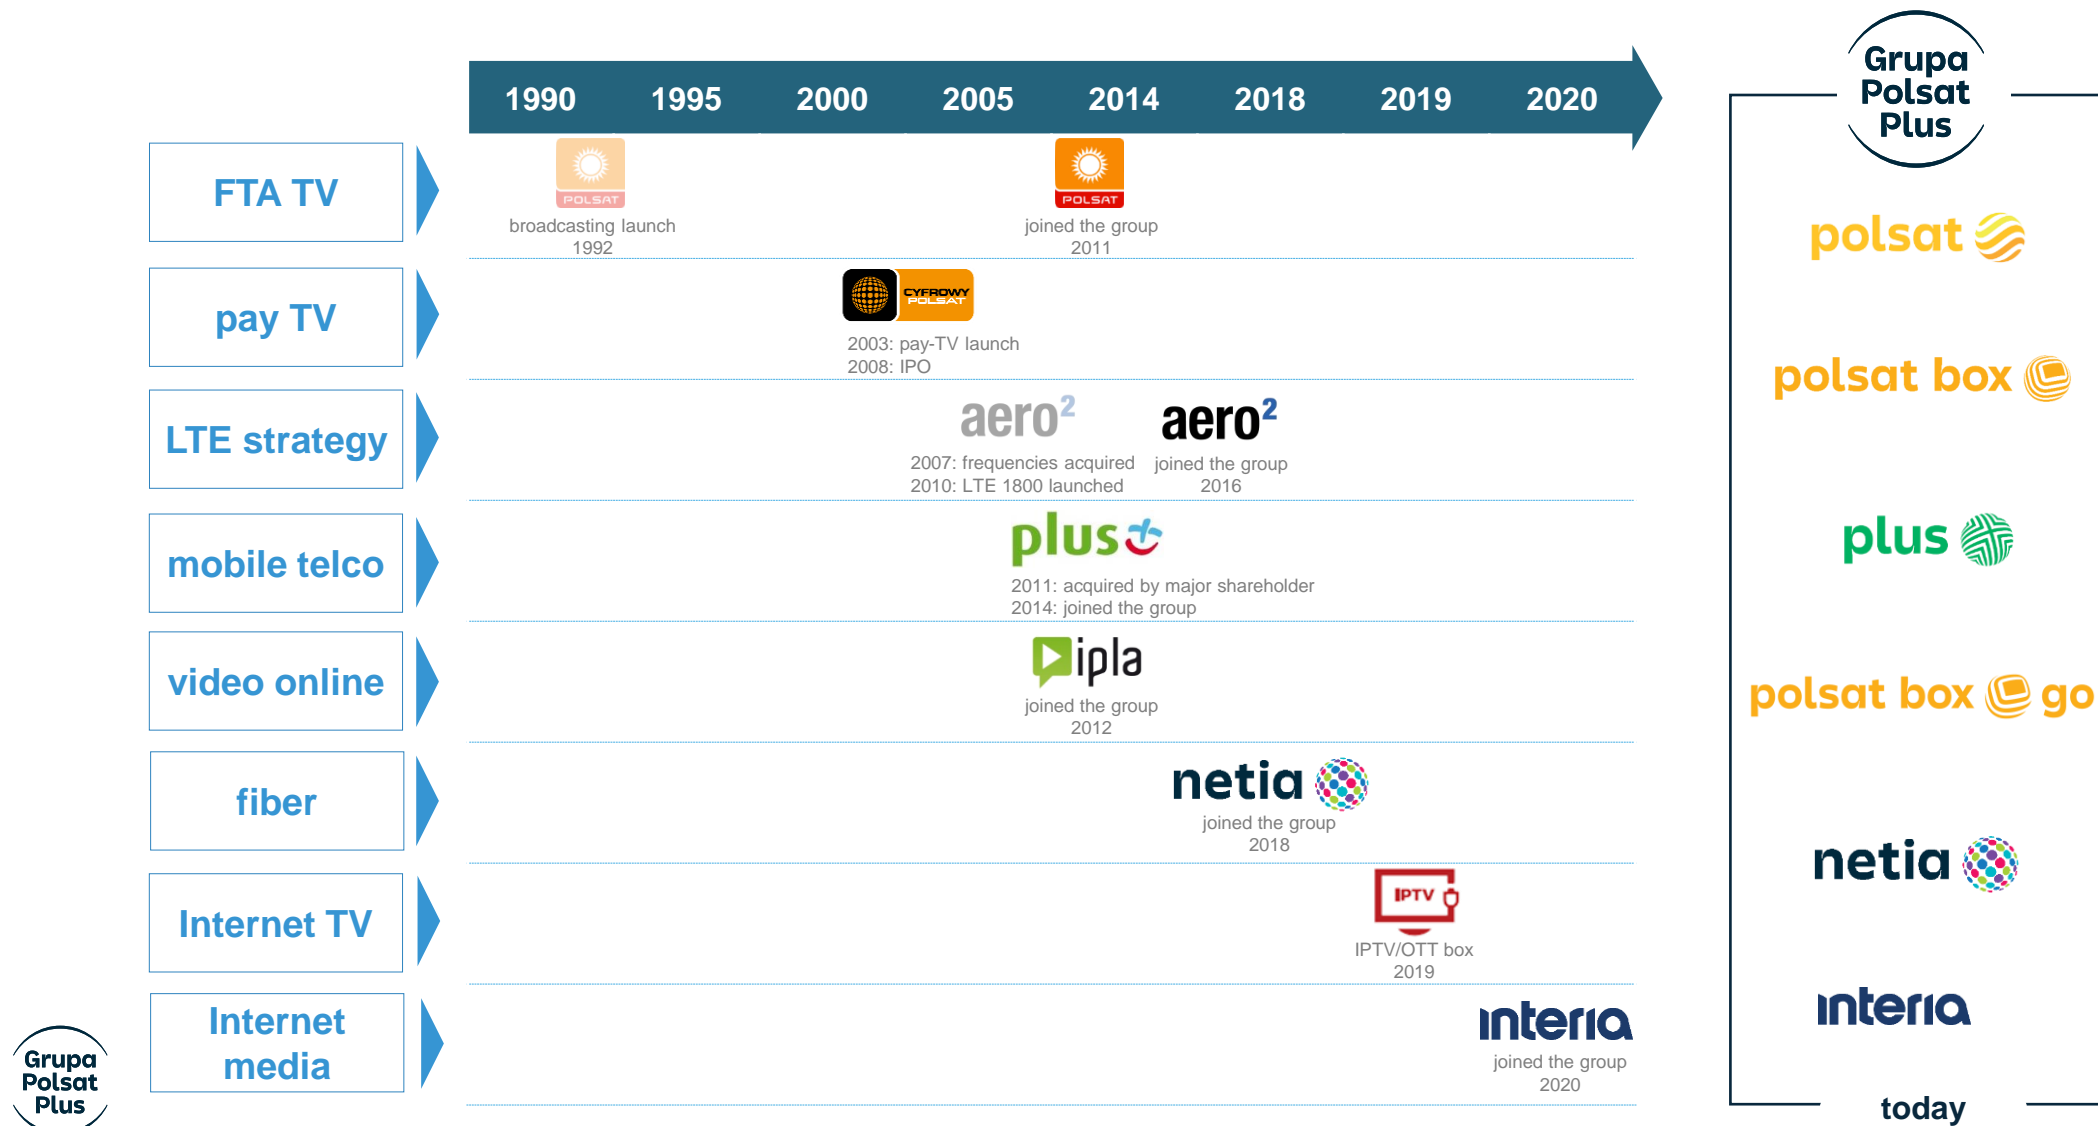 Grupa
Polsat
Plus
1990 1995 2000 2005 2014 2018 2019 2020
FTA TV
POLSAT
broadcasting launch
1992
POLSAT
joined the group
2011
polsat
pay TV
CYFROWY
POLSAT
2003: pay-TV launch
2008: IPO
polsat box
LTE strategy
aero2
2007: frequencies acquired
2010: LTE 1800 launched
aero2
joined the group
2016
mobile telco
plus
2011: acquired by major shareholder
2014: joined the group
plus
video online
ipla
joined the group
2012
polsat box go
fiber
netia
joined the group
2018
netia
Internet TV
IPTV
IPTV/OTT box
2019
Internet
media
interia
joined the group
2020
interia
Grupa
Polsat
Plus
today